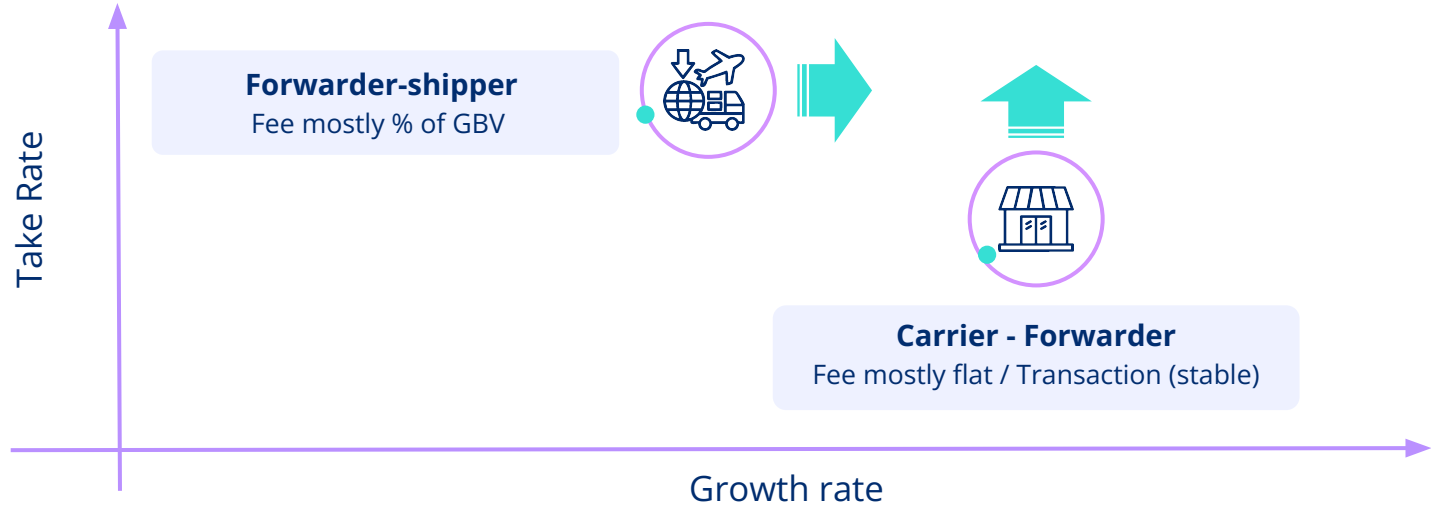 Take Rate
Forwarder-shipper
Fee mostly % of GBV
Carrier - Forwarder
Fee mostly flat / Transaction (stable)
Growth rate